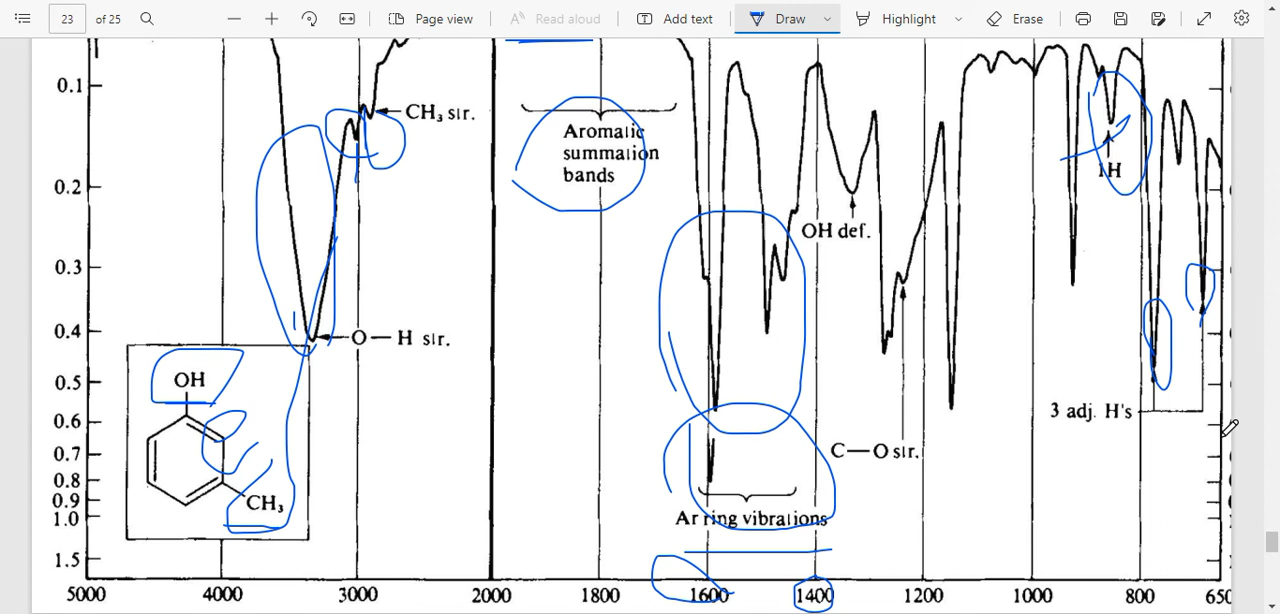 23 of 25 Page view Read aloud Add text Draw Highlight Erase
0.1
CH3 str.
Aromatic
summation
bands
0.2
IH
OH def.
0.3
0.4
O—H str.
OH
0.5
3 adj. H's
0.6
C—O str.
0.7
0.8
CH3
0.9
Ar ring vibrations
1.0
1.5
5000 4000 3000 2000 1800 1600 1400 1200 1000 800 650